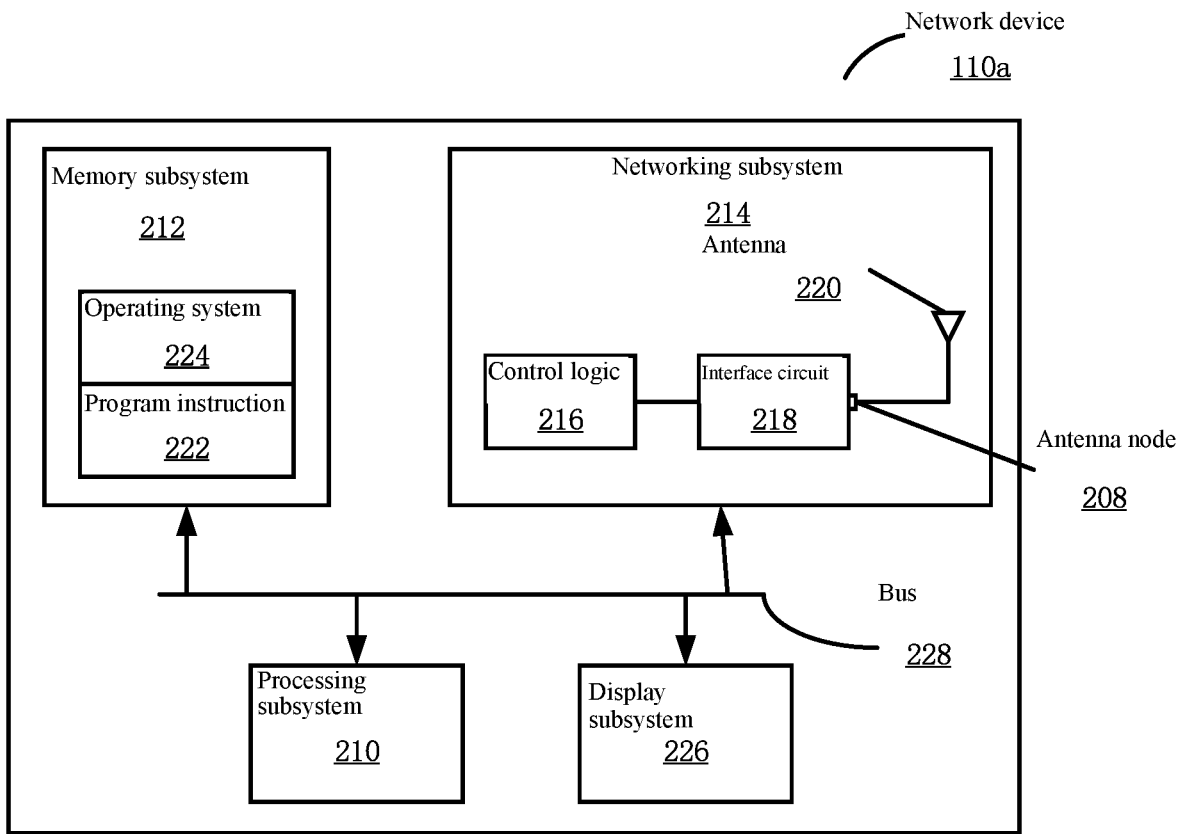 Network device
110a
Memory subsystem
212
Operating system
224
Program instruction
222
Networking subsystem
214
Antenna
220
Control logic
216
Interface circuit
218
Antenna node
208
Bus
228
Processing
subsystem
210
Display
subsystem
226